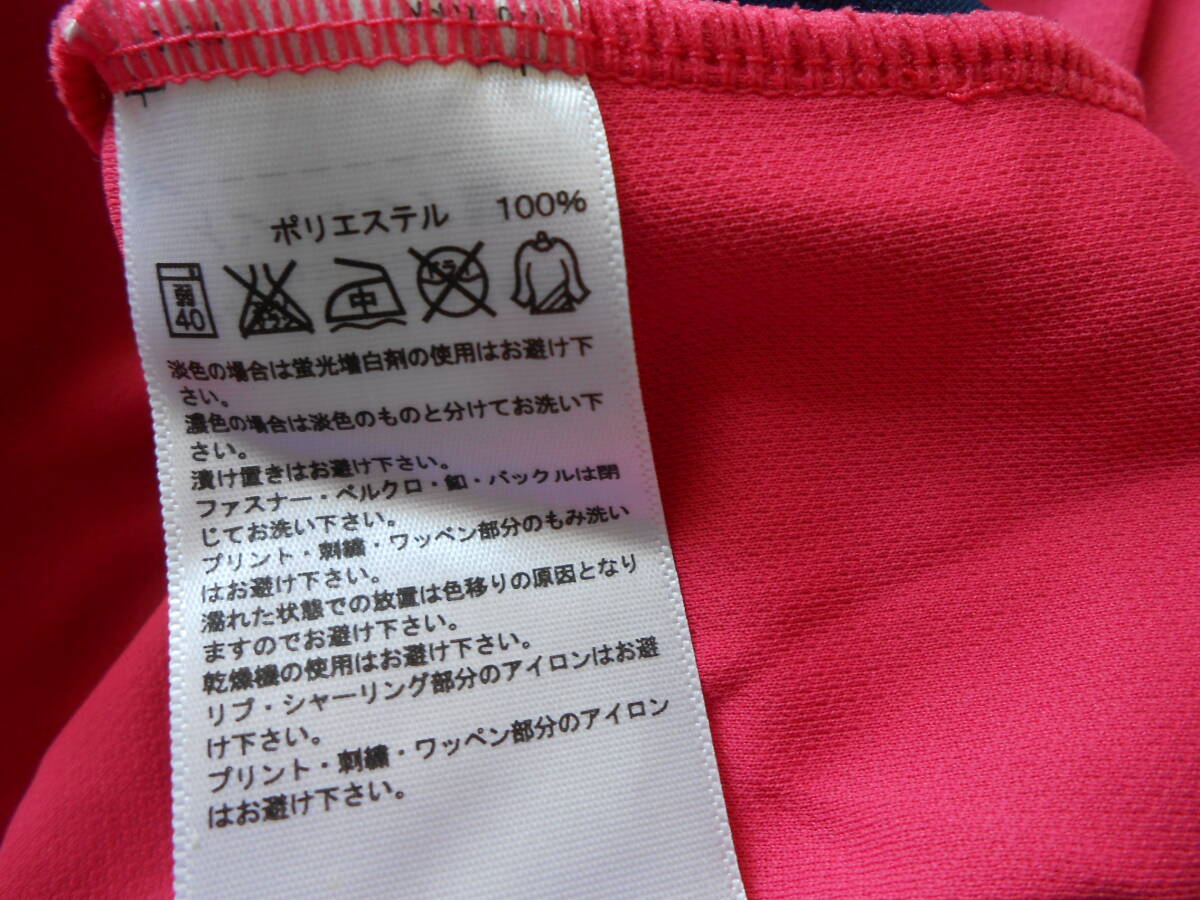 ポリエステル 100%
弱
40
中
淡色の場合は蛍光増白剤の使用はお避け下
さい。
濃色の場合は淡色のものと分けてお洗い下
さい。
漬け置きはお避け下さい。
ファスナー・ベルクロ・釦・バックルは閉
じてお洗い下さい。
プリント・刺繍・ワッペン部分のもみ洗い
はお避け下さい。
濡れた状態での放置は色移りの原因となり
ますのでお避け下さい。
乾燥機の使用はお避け下さい。
リブ・シャーリング部分のアイロンはお避
け下さい。
プリント・刺繍・ワッペン部分のアイロン
はお避け下さい。